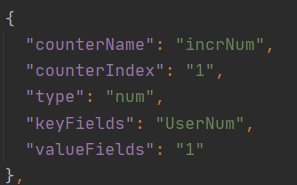 {
"counterName": "incrNum",
"counterIndex": "1",
"type": "num",
"keyFields": "UserNum",
"valueFields": "1"
},